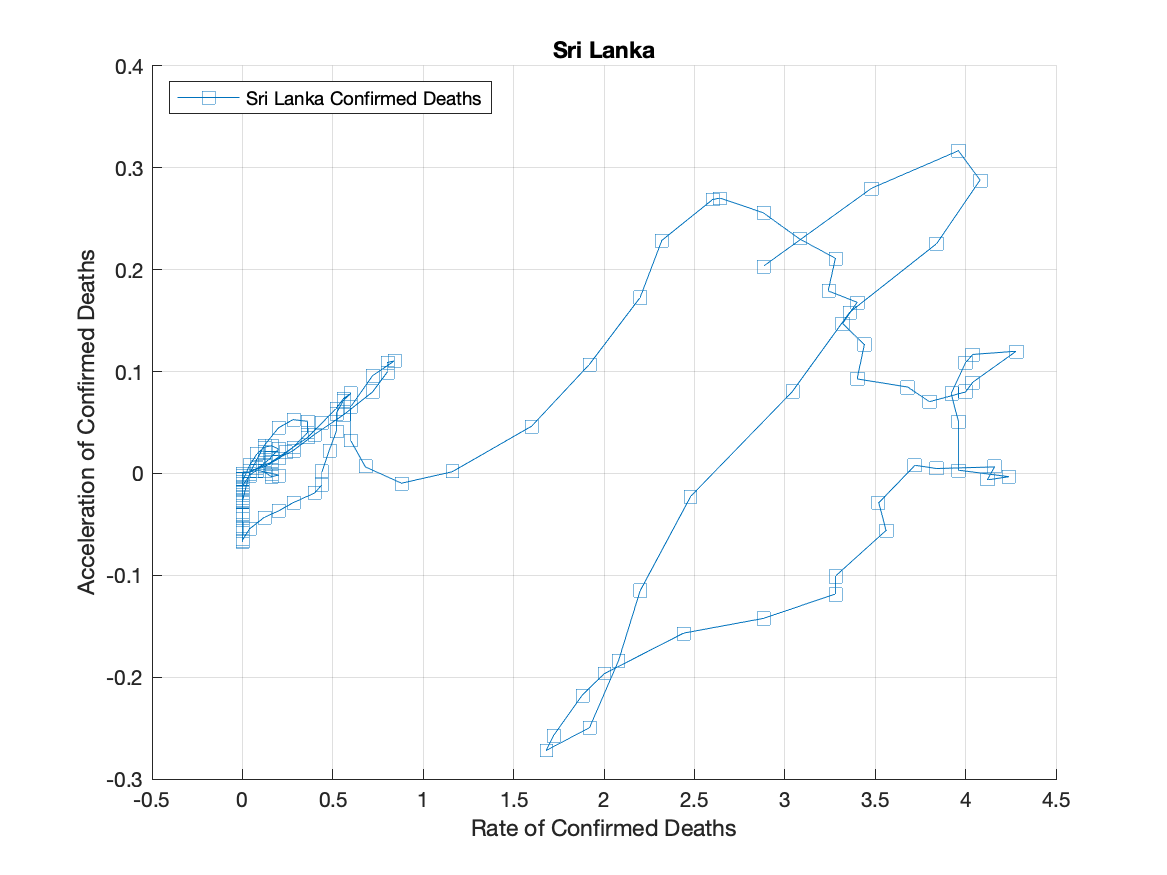 Sri Lanka
0.4
Sri Lanka Confirmed Deaths
0.3
0.2
0.1
0
-0.1
-0.2
-0.3
Acceleration of Confirmed Deaths
-0.5 0 0.5 1 1.5 2 2.5 3 3.5 4 4.5
Rate of Confirmed Deaths